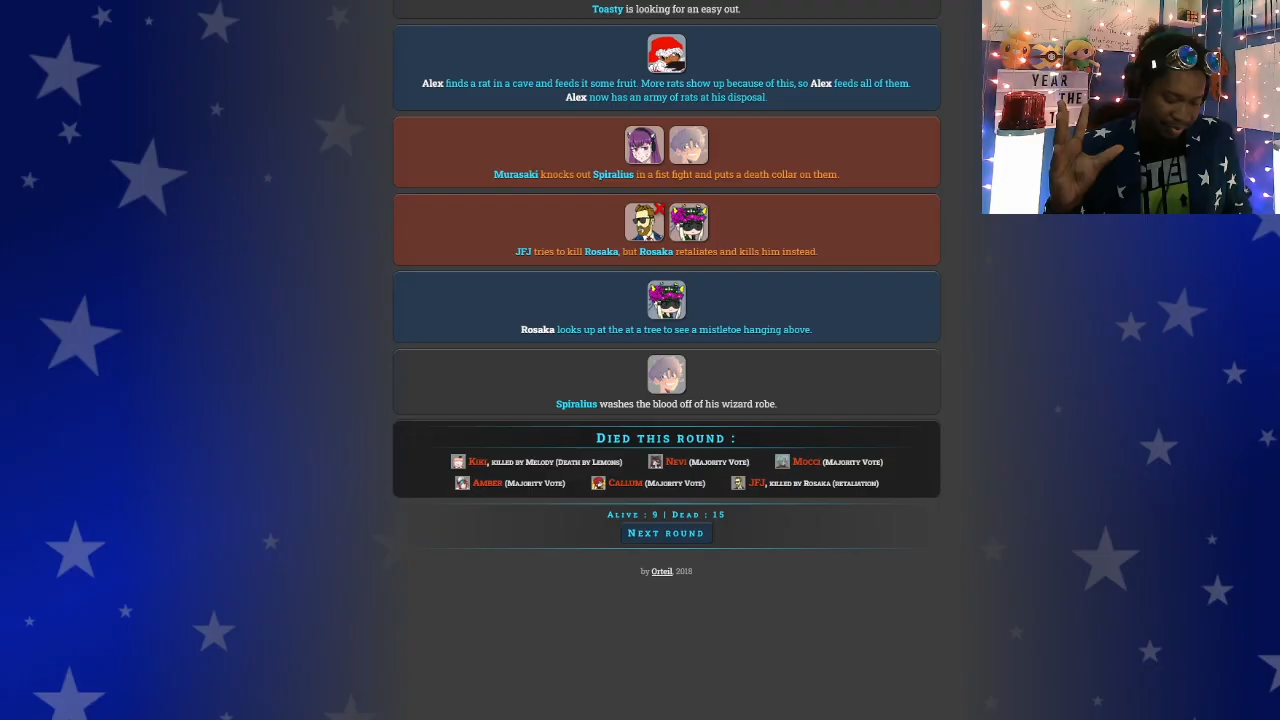 Toasty is looking for an easy out.
Alex finds a rat in a cave and feeds it some fruit. More rats show up because of this, so Alex feeds all of them.
Alex now has an army of rats at his disposal.
Murasaki knocks out Spiralius in a fist fight and puts a death collar on them.
JFJ tries to kill Rosaka, but Rosaka retaliates and kills him instead.
Rosaka looks up at the at a tree to see a mistletoe hanging above.
Spiralius washes the blood off of his wizard robe.
Died this round :
Kiki, killed by Melody (Death by Lemons) Nevi (Majority Vote) Mocci (Majority Vote)
Amber (Majority Vote) Callum (Majority Vote) JFJ, killed by Rosaka (retaliation)
Alive : 9 | Dead : 15
Next round
by Orteil, 2018
YEAR
THE